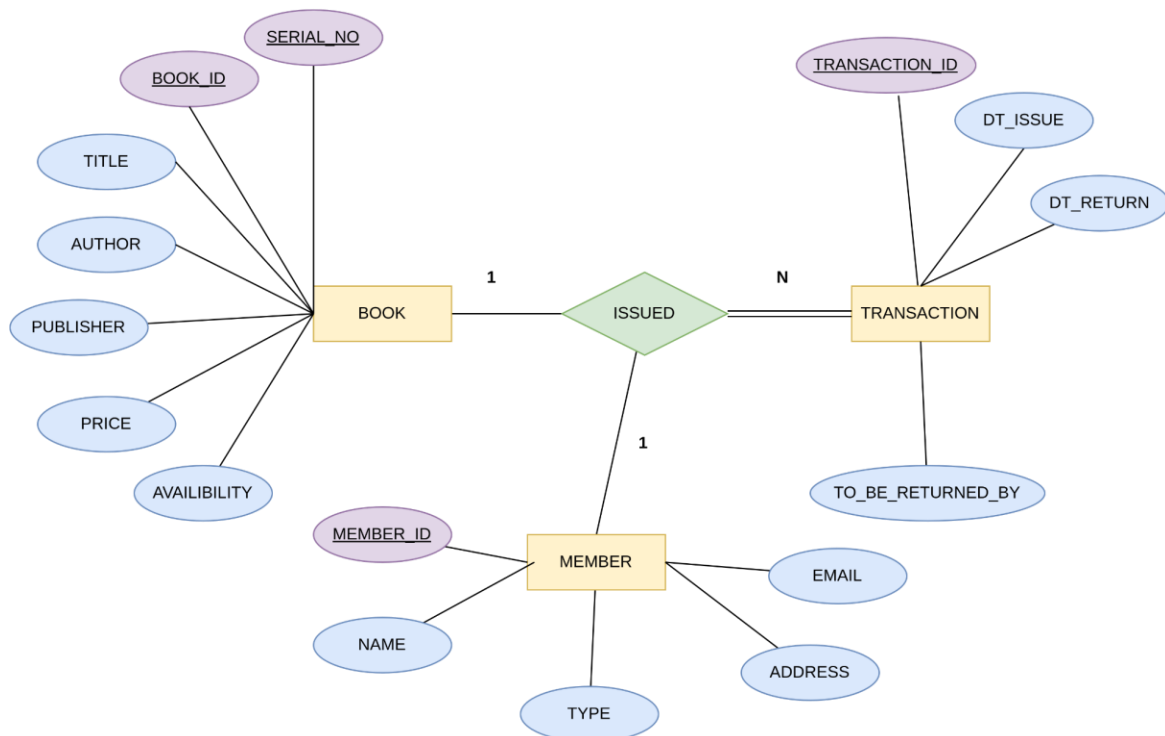 SERIAL_NO
BOOK_ID
TRANSACTION_ID
DT_ISSUE
TITLE
DT_RETURN
AUTHOR
1
N
PUBLISHER
BOOK
ISSUED
TRANSACTION
PRICE
1
AVAILIBILITY
TO_BE_RETURNED_BY
MEMBER_ID
MEMBER
EMAIL
NAME
ADDRESS
TYPE